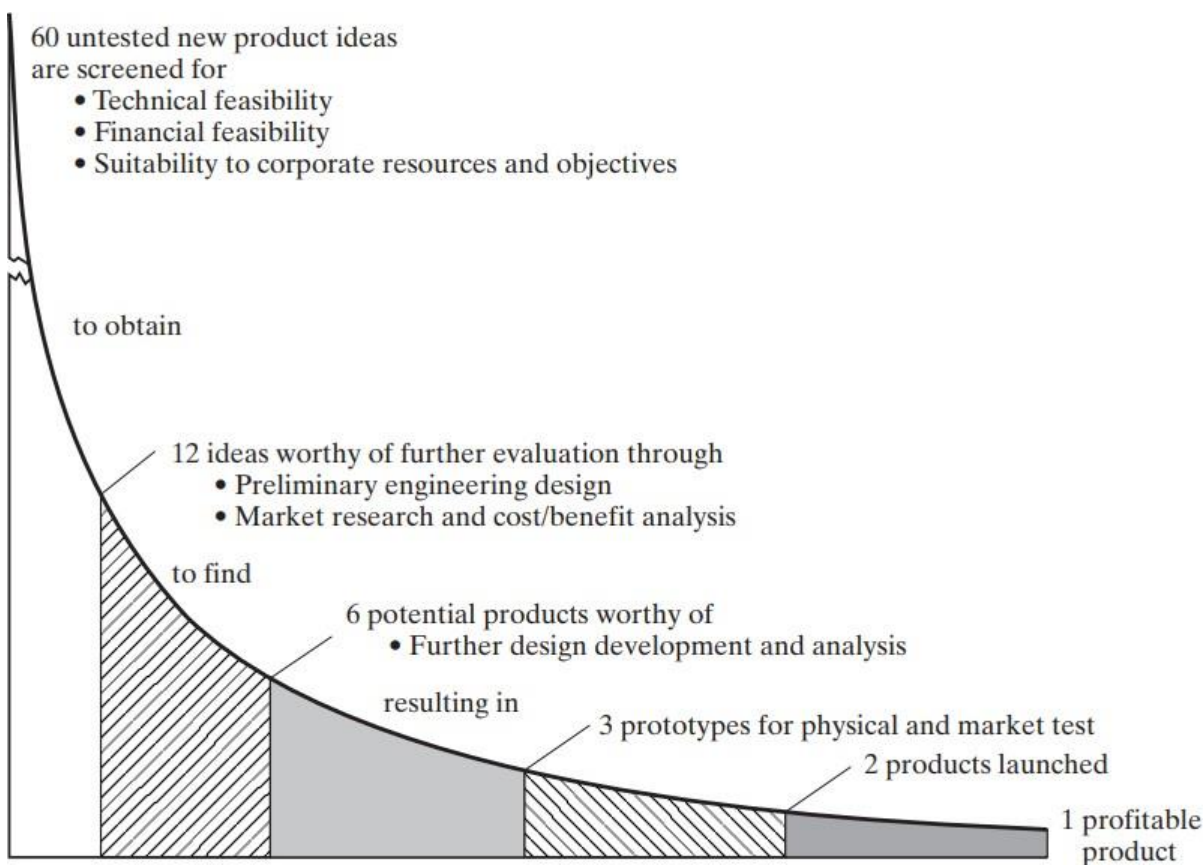 60 untested new product ideas
are screened for
• Technical feasibility
• Financial feasibility
• Suitability to corporate resources and objectives
to obtain
12 ideas worthy of further evaluation through
• Preliminary engineering design
• Market research and cost/benefit analysis
to find
6 potential products worthy of
• Further design development and analysis
resulting in
3 prototypes for physical and market test
2 products launched
1 profitable
product